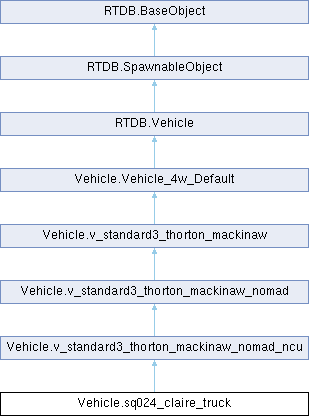 RTDB.BaseObject
RTDB.SpawnableObject
RTDB.Vehicle
Vehicle.Vehicle_4w_Default
Vehicle.v_standard3_thorton_mackinaw
Vehicle.v_standard3_thorton_mackinaw_nomad
Vehicle.v_standard3_thorton_mackinaw_nomad_ncu
Vehicle.sq024_claire_truck